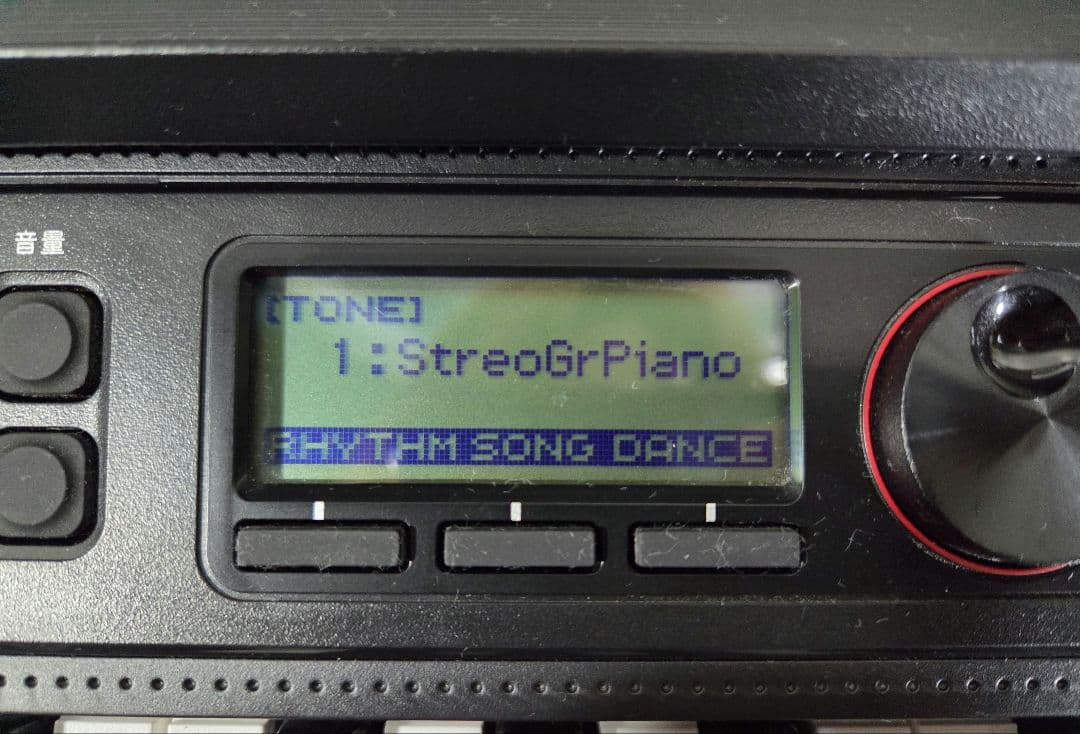 音量
[TONE]
1:StreoGrPiano
RHYTHM SONG DANCE